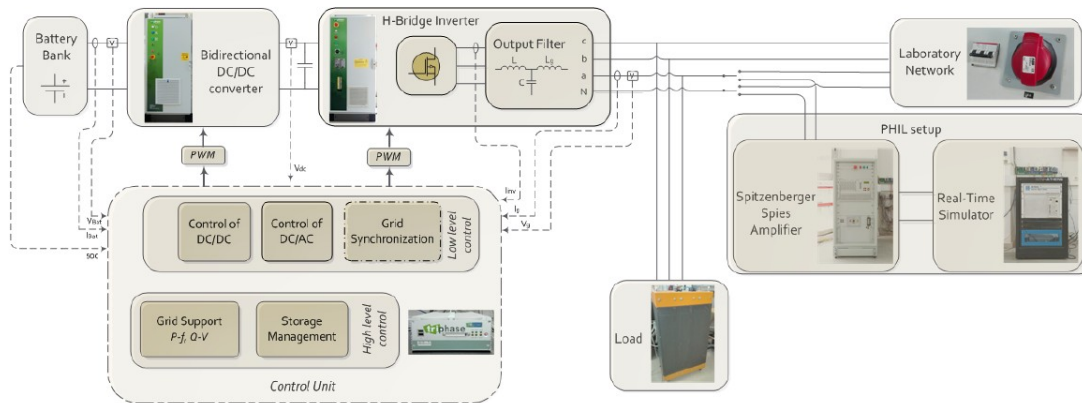 Battery
Bank
+
V
Bidirectional
DC/DC
converter
V
H-Bridge Inverter
Output Filter
L
Lg
C
c
b
a
N
V
Laboratory
Network
PHIL setup
Spitzenberger
Spies
Amplifier
Real-Time
Simulator
PWM
PWM
Vdc
Iinv
Ig
Vg
VBat
IBat
SOC
Control of
DC/DC
Control of
DC/AC
Grid
Synchronization
Low level
control
Grid Support
P-f, Q-V
Storage
Management
High level
control
Control Unit
Load